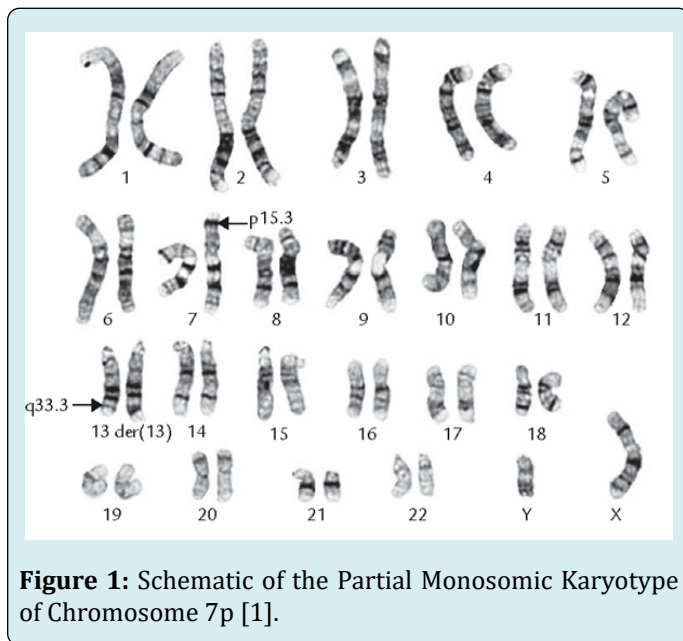 1 2 3 4 5
p15.3
6 7 8 9 10 11 12
q33.3
13 der(13) 14 15 16 17 18
19 20 21 22 Y X
Figure 1: Schematic of the Partial Monosomic Karyotype
of Chromosome 7p [1].